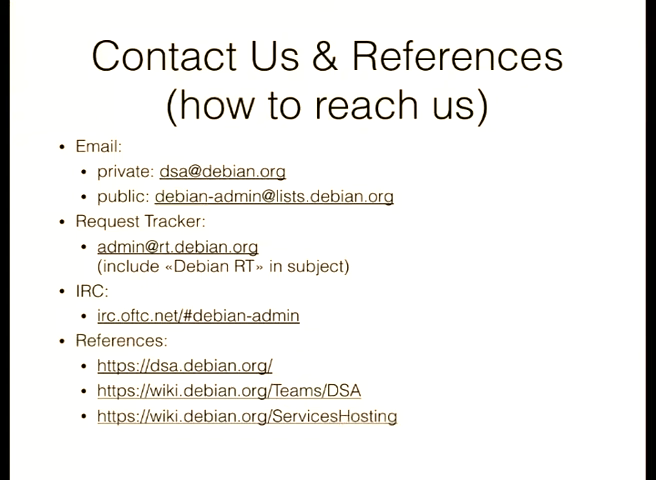 Contact Us & References
(how to reach us)
• Email:
• private: dsa@debian.org
• public: debian-admin@lists.debian.org
• Request Tracker:
• admin@rt.debian.org
(include «Debian RT» in subject)
• IRC:
• irc.oftc.net/#debian-admin
• References:
• https://dsa.debian.org/
• https://wiki.debian.org/Teams/DSA
• https://wiki.debian.org/ServicesHosting